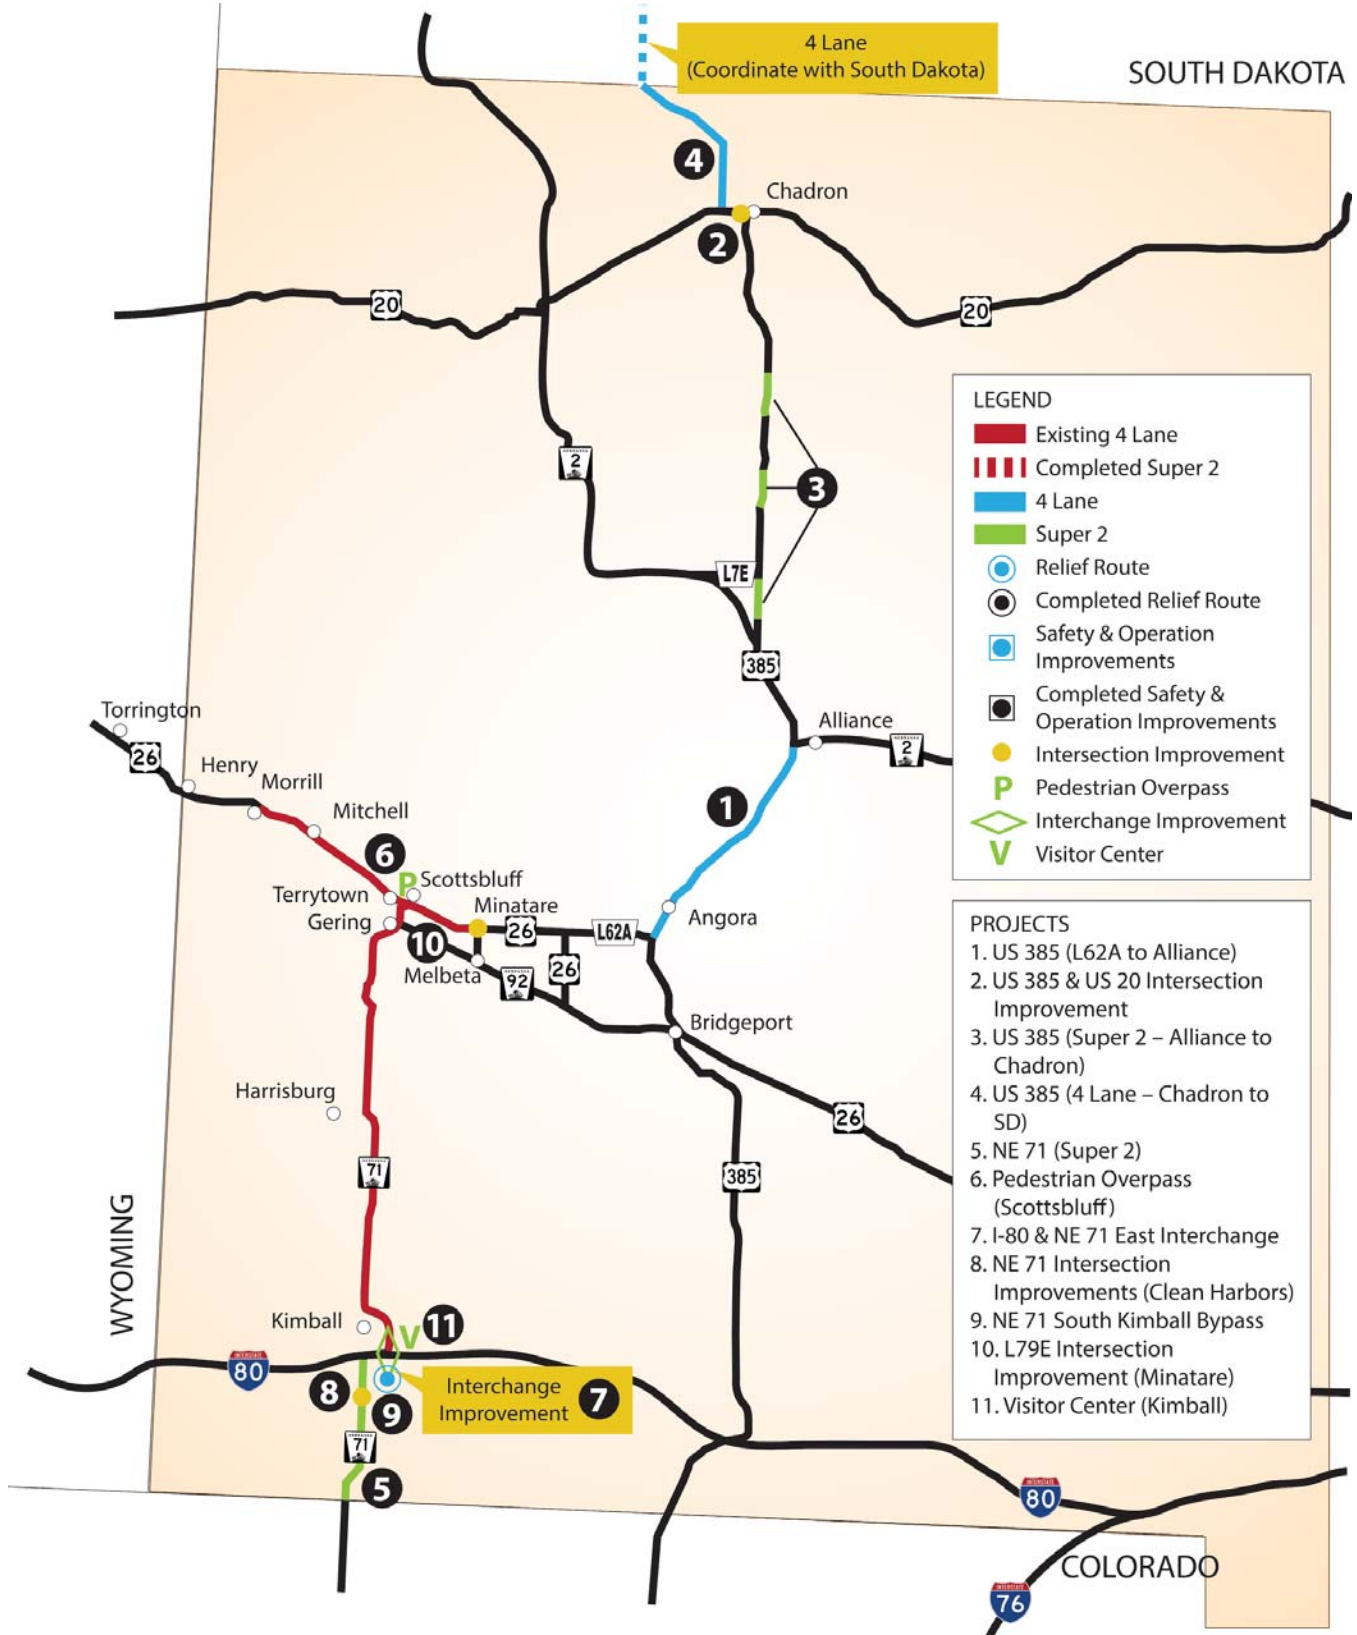 4 Lane
(Coordinate with South Dakota)
SOUTH DAKOTA
4
Chadron
2
20
20
LEGEND
Existing 4 Lane
Completed Super 2
4 Lane
Super 2
Relief Route
Completed Relief Route
Safety & Operation
Improvements
Completed Safety &
Operation Improvements
Intersection Improvement
P Pedestrian Overpass
Interchange Improvement
V Visitor Center
2
3
L7E
385
Torrington
26
Henry
Morrill
Mitchell
Alliance
2
1
6
P
Scottsbluff
Terrytown
Minatare
Gering
10
26
L62A
Angora
Melbeta
92
26
Bridgeport
Harrisburg
26
71
385
WYOMING
PROJECTS
1. US 385 (L62A to Alliance)
2. US 385 & US 20 Intersection
Improvement
3. US 385 (Super 2 – Alliance to
Chadron)
4. US 385 (4 Lane – Chadron to
SD)
5. NE 71 (Super 2)
6. Pedestrian Overpass
(Scottsbluff)
7. I-80 & NE 71 East Interchange
8. NE 71 Intersection
Improvements (Clean Harbors)
9. NE 71 South Kimball Bypass
10. L79E Intersection
Improvement (Minatare)
11. Visitor Center (Kimball)
Kimball
V
11
INTERSTATE
80
8
9
Interchange
Improvement
7
71
5
INTERSTATE
80
COLORADO
INTERSTATE
76